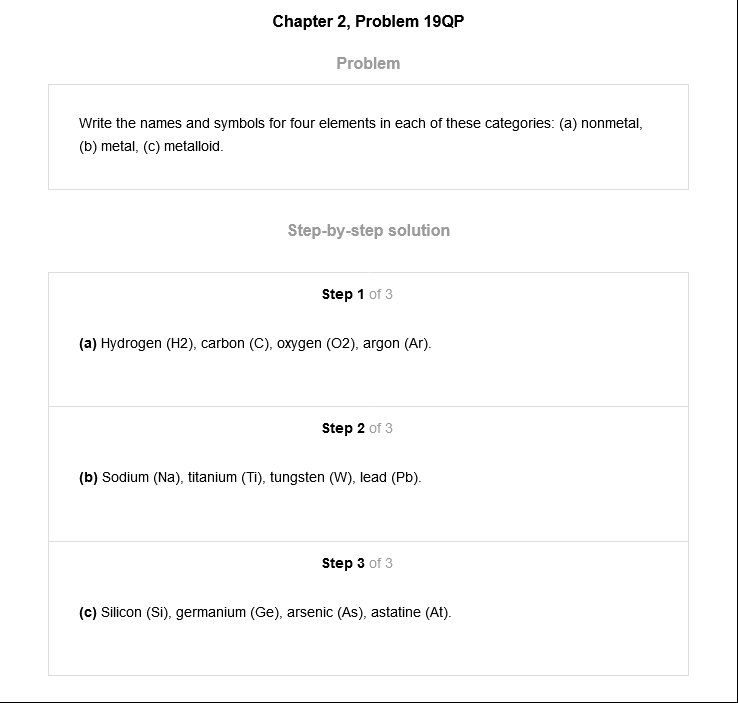 Chapter 2, Problem 19QP
Problem
Write the names and symbols for four elements in each of these categories: (a) nonmetal,
(b) metal, (c) metalloid.
Step-by-step solution
Step 1 of 3
(a) Hydrogen (H2), carbon (C), oxygen (O2), argon (Ar).
Step 2 of 3
(b) Sodium (Na), titanium (Ti), tungsten (W), lead (Pb).
Step 3 of 3
(c) Silicon (Si), germanium (Ge), arsenic (As), astatine (At).